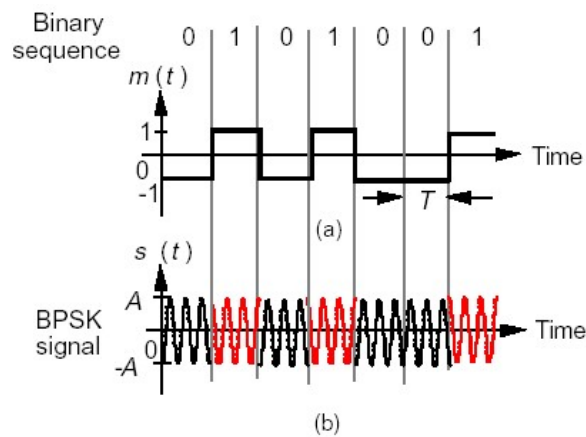 Binary
sequence
0 1 0 1 0 0 1
m(t)
1
0
-1
Time
T
(a)
s (t)
A
BPSK
signal
0
-A
Time
(b)